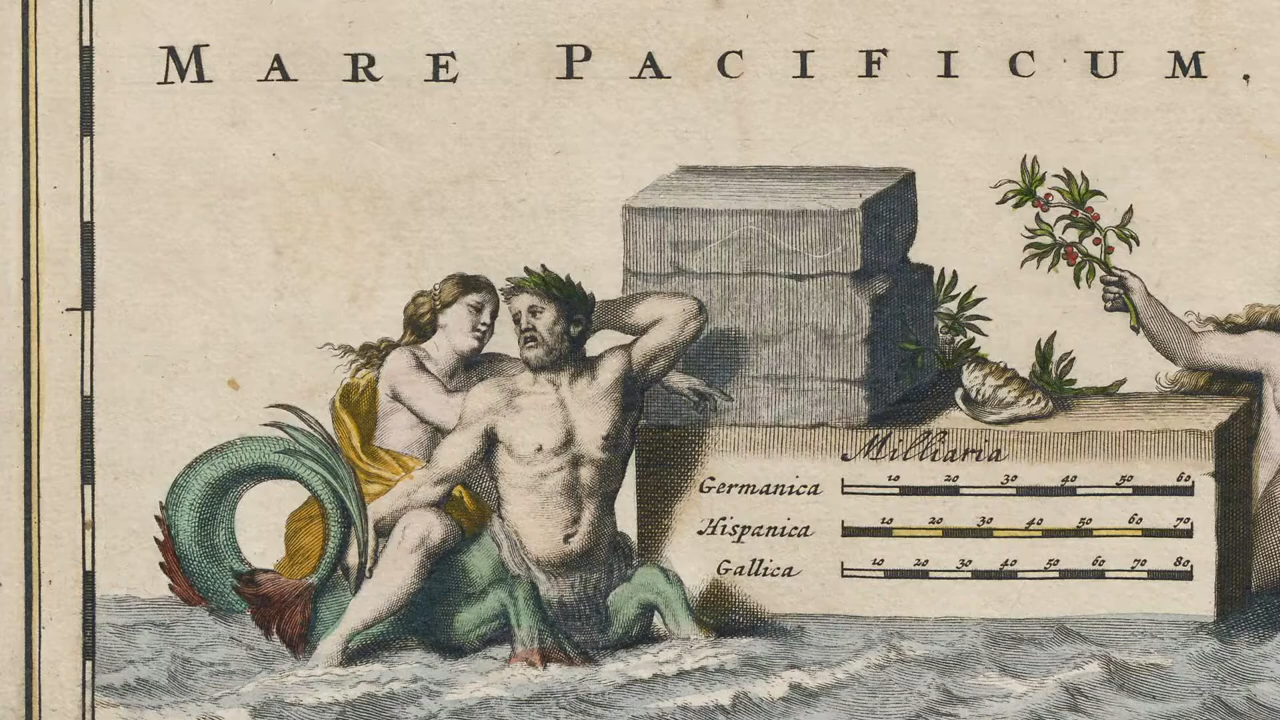 MARE PACIFICUM.
Milliaria
Germanica 10 20 30 40 50 60
Hispanica 10 20 30 40 50 60 70
Gallica 10 20 30 40 50 60 70 80